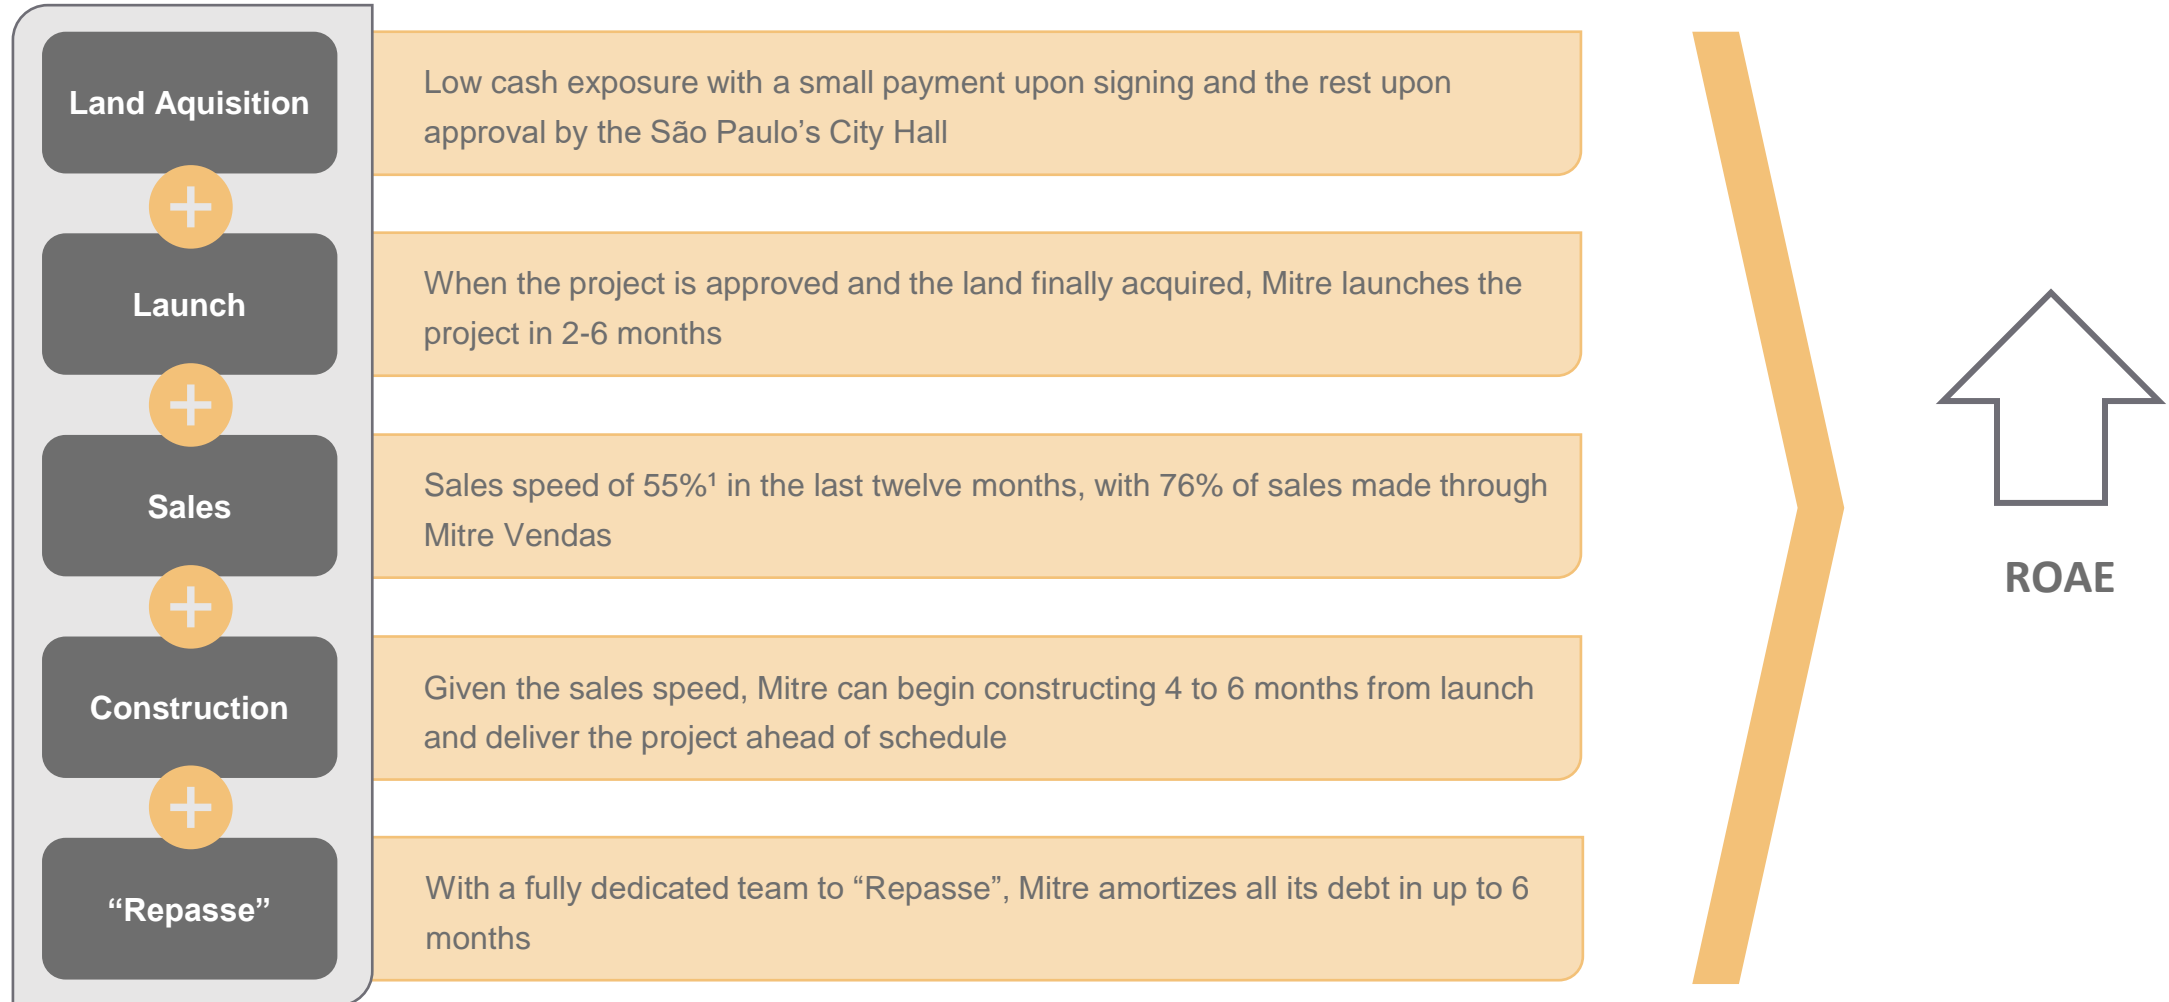 Land Aquisition
Low cash exposure with a small payment upon signing and the rest upon
approval by the São Paulo’s City Hall
Launch
When the project is approved and the land finally acquired, Mitre launches the
project in 2-6 months
Sales
Sales speed of 55%¹ in the last twelve months, with 76% of sales made through
Mitre Vendas
Construction
Given the sales speed, Mitre can begin constructing 4 to 6 months from launch
and deliver the project ahead of schedule
“Repasse”
With a fully dedicated team to “Repasse”, Mitre amortizes all its debt in up to 6
months
ROAE